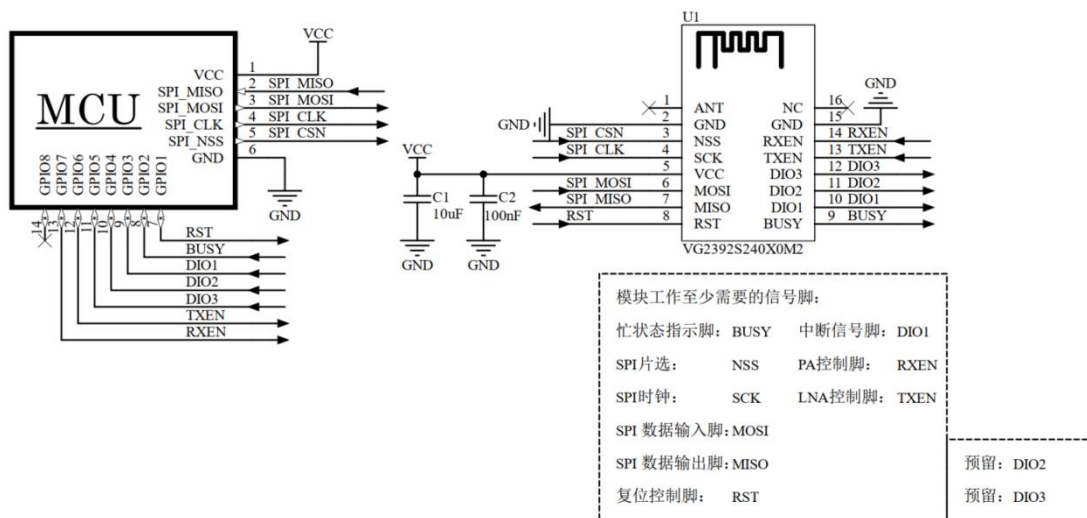 MCU
VCC
VCC 1
SPI_MISO 2 SPI_MISO
SPI_MOSI 3 SPI_MOSI
SPI_CLK 4 SPI_CLK
SPI_NSS 5 SPI_CSN
GND 6
GND
GPIO8 GPIO7 GPIO6 GPIO5 GPIO4 GPIO3 GPIO2 GPIO1
14 13 12 11 10 9 8 7
RST
BUSY
DIO1
DIO2
DIO3
TXEN
RXEN
U1
1 ANT NC 16
GND
GND 2 GND GND 15
SPI_CSN 3 NSS RXEN 14 RXEN
SPI_CLK 4 SCK TXEN 13 TXEN
VCC 5 VCC DIO3 12 DIO3
SPI_MOSI 6 MOSI DIO2 11 DIO2
SPI_MISO 7 MISO DIO1 10 DIO1
RST 8 RST BUSY 9 BUSY
VG2392S240X0M2
C1
10uF
C2
100nF
GND GND
模块工作至少需要的信号脚:
忙状态指示脚: BUSY 中断信号脚: DIO1
SPI片选: NSS PA控制脚: RXEN
SPI时钟: SCK LNA控制脚: TXEN
SPI 数据输入脚: MOSI
SPI 数据输出脚: MISO 预留: DIO2
复位控制脚: RST 预留: DIO3